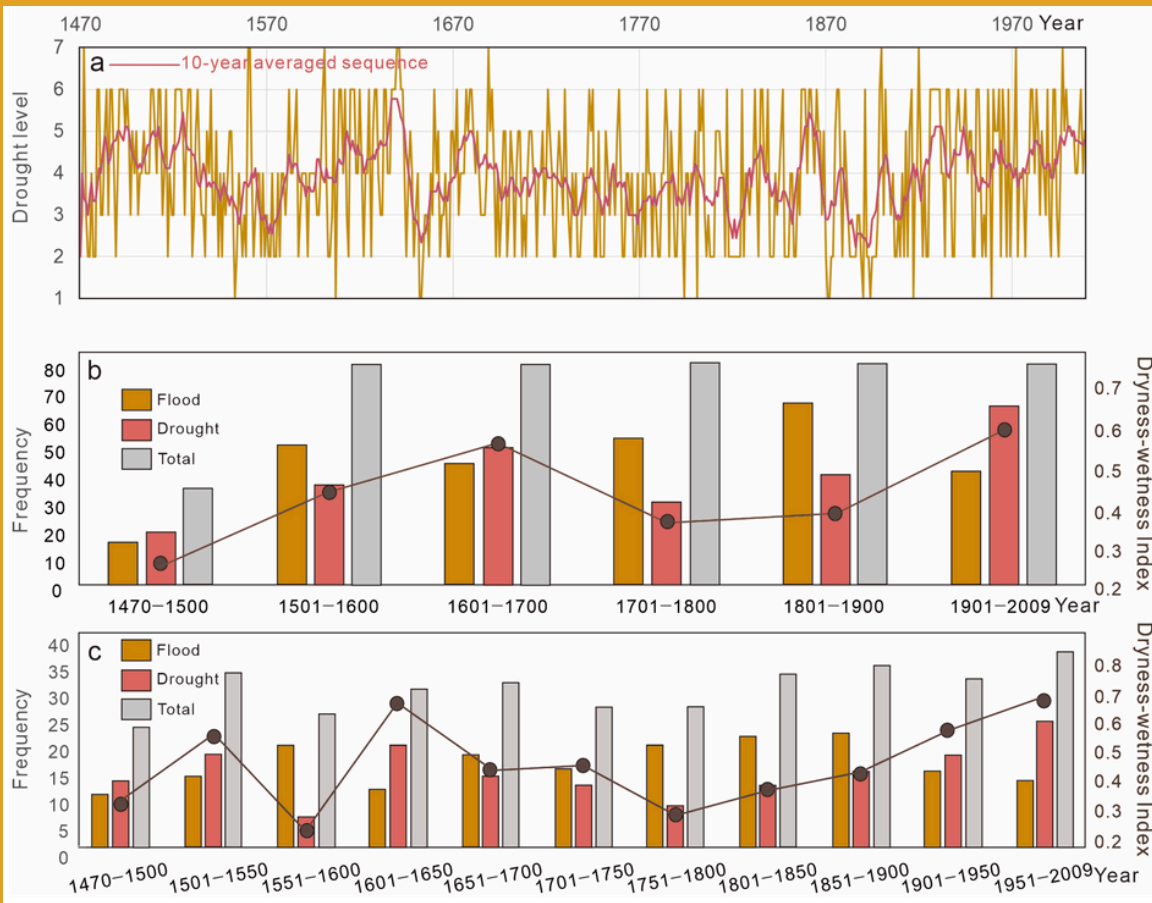 1470 1570 1670 1770 1870 1970 Year
7
a 10-year averaged sequence
6
5
4
3
2
1
Drought level
b
80
70
60
50
40
30
20
10
0
Frequency
Flood
Drought
Total
0.7
0.6
0.5
0.4
0.3
0.2
Dryness-wetness Index
1470–1500 1501–1600 1601–1700 1701–1800 1801–1900 1901–2009 Year
c
40
35
30
25
20
15
10
5
0
Frequency
Flood
Drought
Total
0.8
0.7
0.6
0.5
0.4
0.3
0.2
Dryness-wetness Index
1470–1500 1501–1550 1551–1600 1601–1650 1651–1700 1701–1750 1751–1800 1801–1850 1851–1900 1901–1950 1951–2009 Year